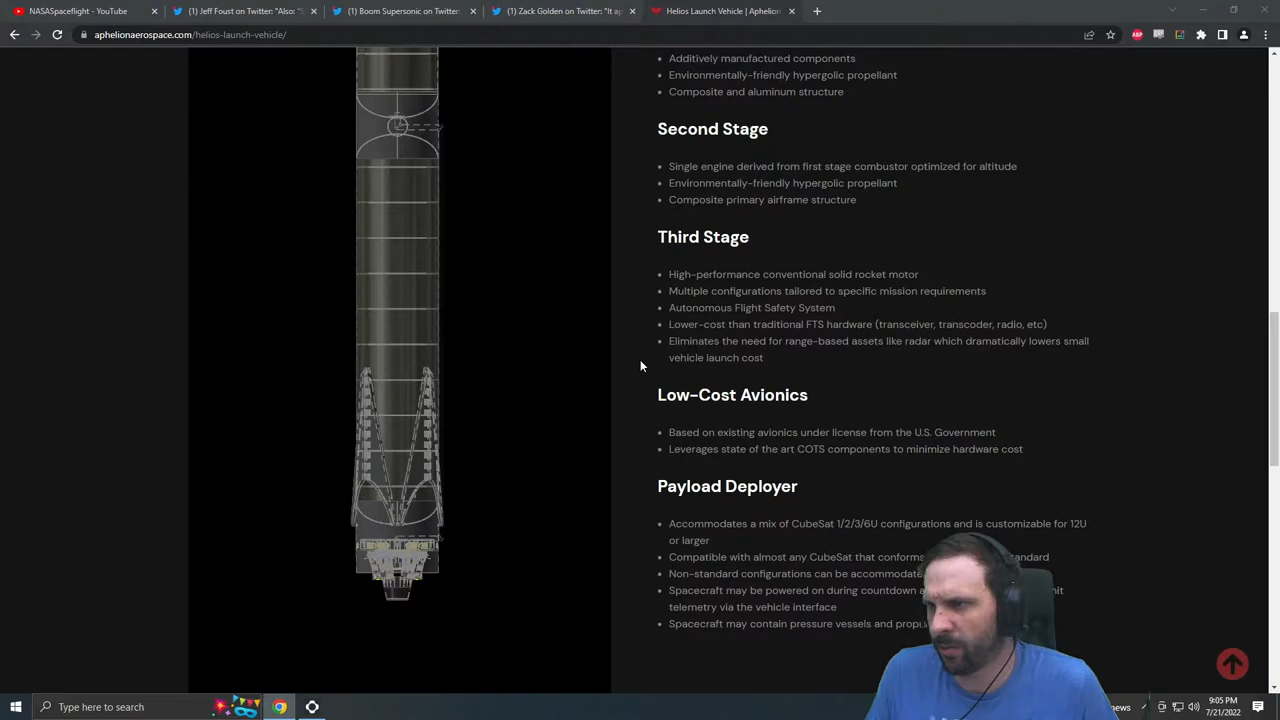 NASASpaceflight - YouTube
(1) Jeff Foust on Twitter: "Also: "S
(1) Boom Supersonic on Twitter:
(1) Zack Golden on Twitter: "It ap
Helios Launch Vehicle | Aphelion
aphelionaerospace.com/helios-launch-vehicle/
Additively manufactured components
Environmentally-friendly hypergolic propellant
Composite and aluminum structure
Second Stage
Single engine derived from first stage combustor optimized for altitude
Environmentally-friendly hypergolic propellant
Composite primary airframe structure
Third Stage
High-performance conventional solid rocket motor
Multiple configurations tailored to specific mission requirements
Autonomous Flight Safety System
Lower-cost than traditional FTS hardware (transceiver, transcoder, radio, etc)
Eliminates the need for range-based assets like radar which dramatically lowers small
vehicle launch cost
Low-Cost Avionics
Based on existing avionics under license from the U.S. Government
Leverages state of the art COTS components to minimize hardware cost
Payload Deployer
Accommodates a mix of CubeSat 1/2/3/6U configurations and is customizable for 12U
or larger
Compatible with almost any CubeSat that conforms standard
Non-standard configurations can be accommodate
Spacecraft may be powered on during countdown
telemetry via the vehicle interface
Spacecraft may contain pressure vessels and
Type here to search
news
9:05 PM
7/21/2022